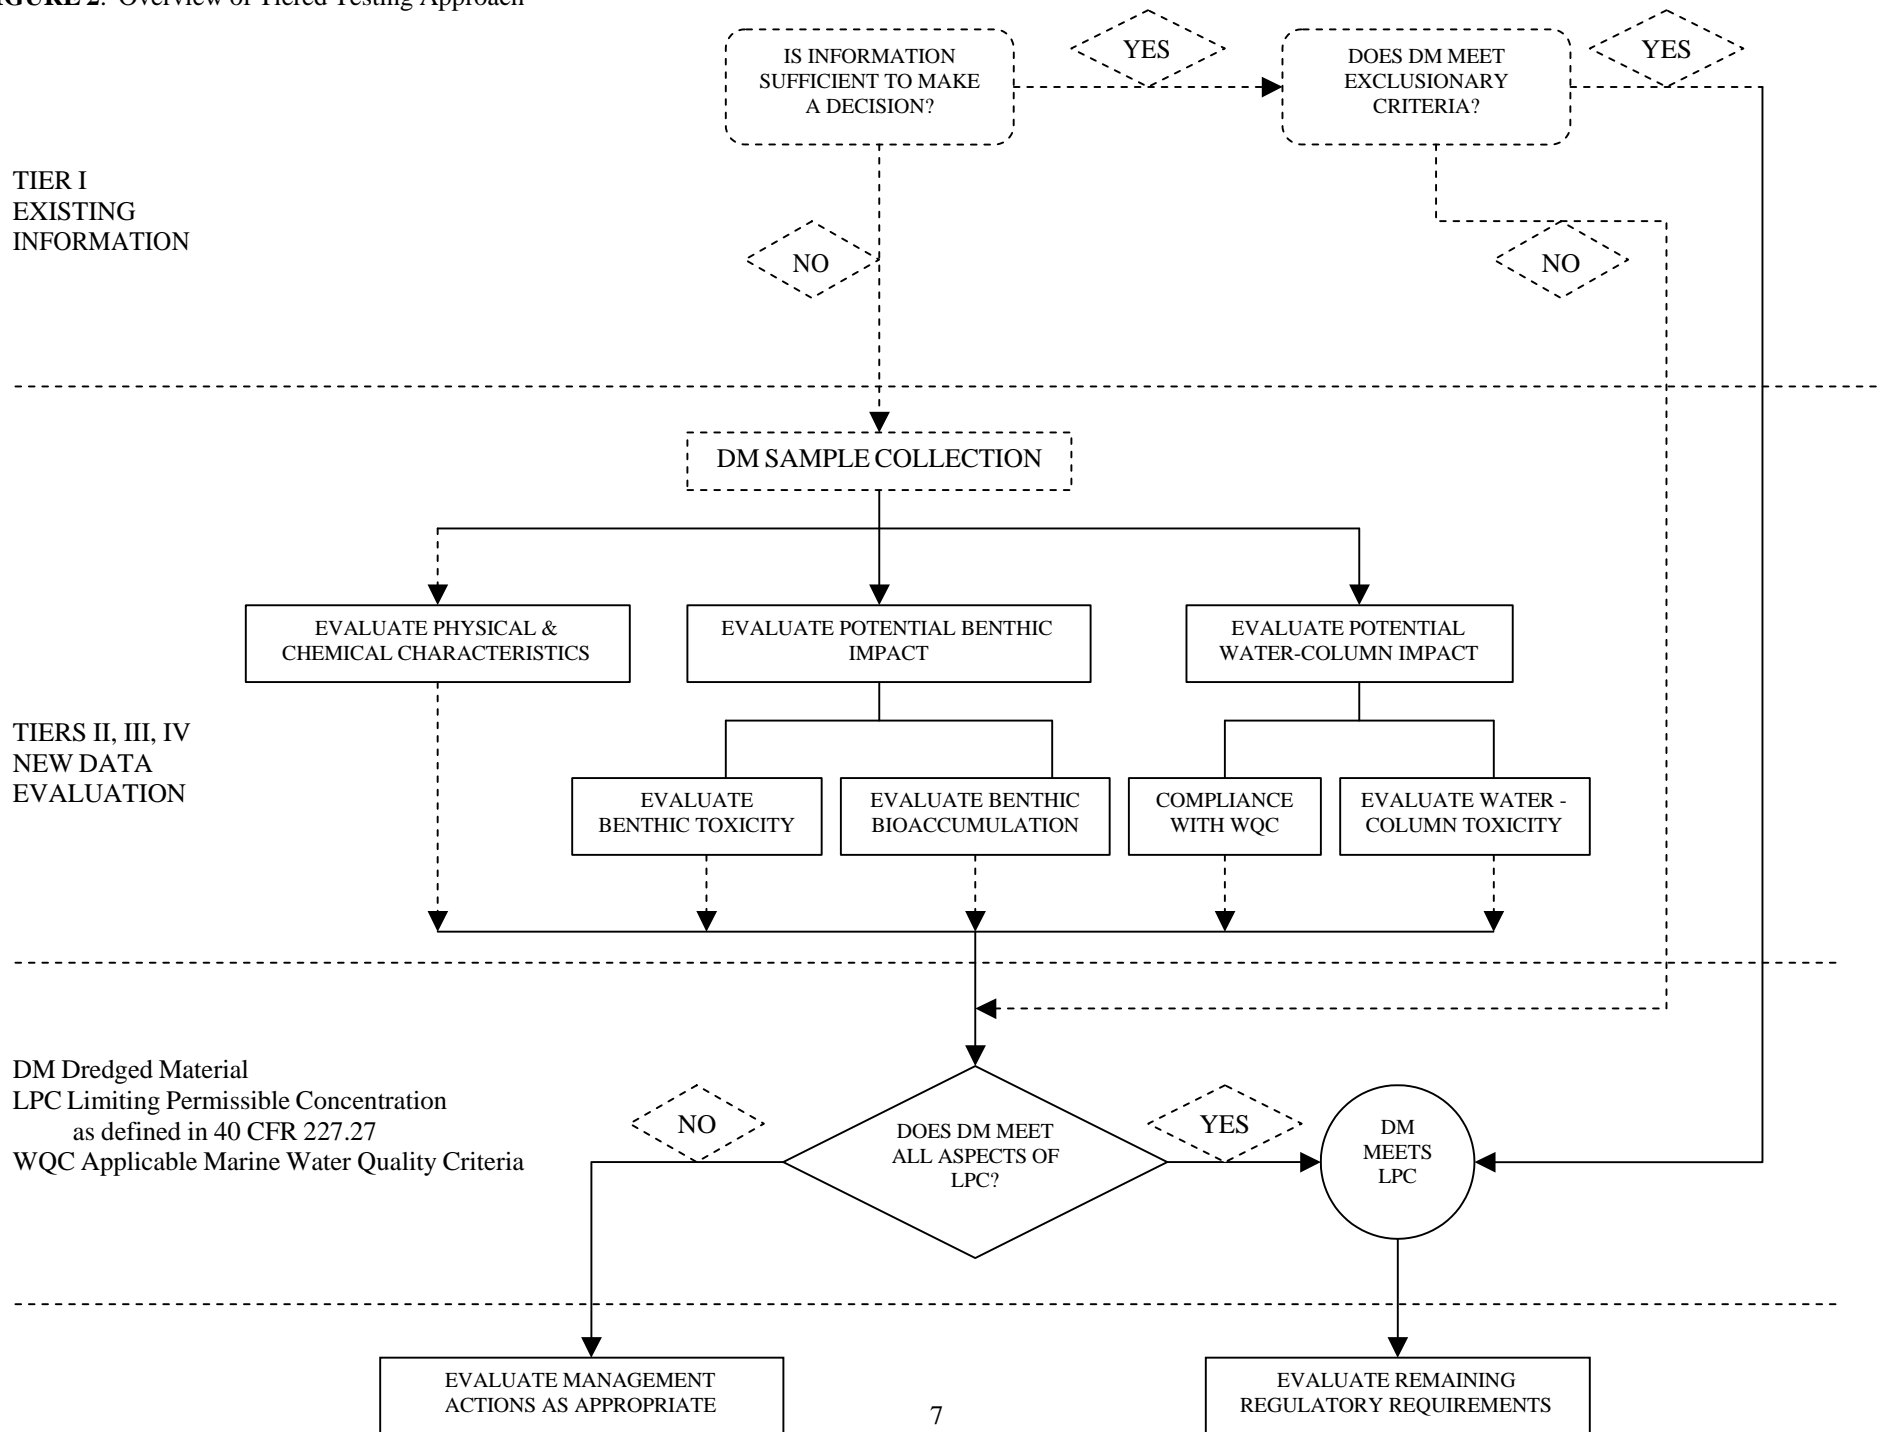 IGURE 2. Overview of Tiered Testing Approach
IS INFORMATION
SUFFICIENT TO MAKE
A DECISION?
YES
DOES DM MEET
EXCLUSIONARY
CRITERIA?
YES
TIER I
EXISTING
INFORMATION
NO
NO
DM SAMPLE COLLECTION
EVALUATE PHYSICAL &
CHEMICAL CHARACTERISTICS
EVALUATE POTENTIAL BENTHIC
IMPACT
EVALUATE POTENTIAL
WATER-COLUMN IMPACT
TIERS II, III, IV
NEW DATA
EVALUATION
EVALUATE
BENTHIC TOXICITY
EVALUATE BENTHIC
BIOACCUMULATION
COMPLIANCE
WITH WQC
EVALUATE WATER -
COLUMN TOXICITY
DM Dredged Material
LPC Limiting Permissible Concentration
as defined in 40 CFR 227.27
WQC Applicable Marine Water Quality Criteria
NO
DOES DM MEET
ALL ASPECTS OF
LPC?
YES
DM
MEETS
LPC
EVALUATE MANAGEMENT
ACTIONS AS APPROPRIATE
7
EVALUATE REMAINING
REGULATORY REQUIREMENTS